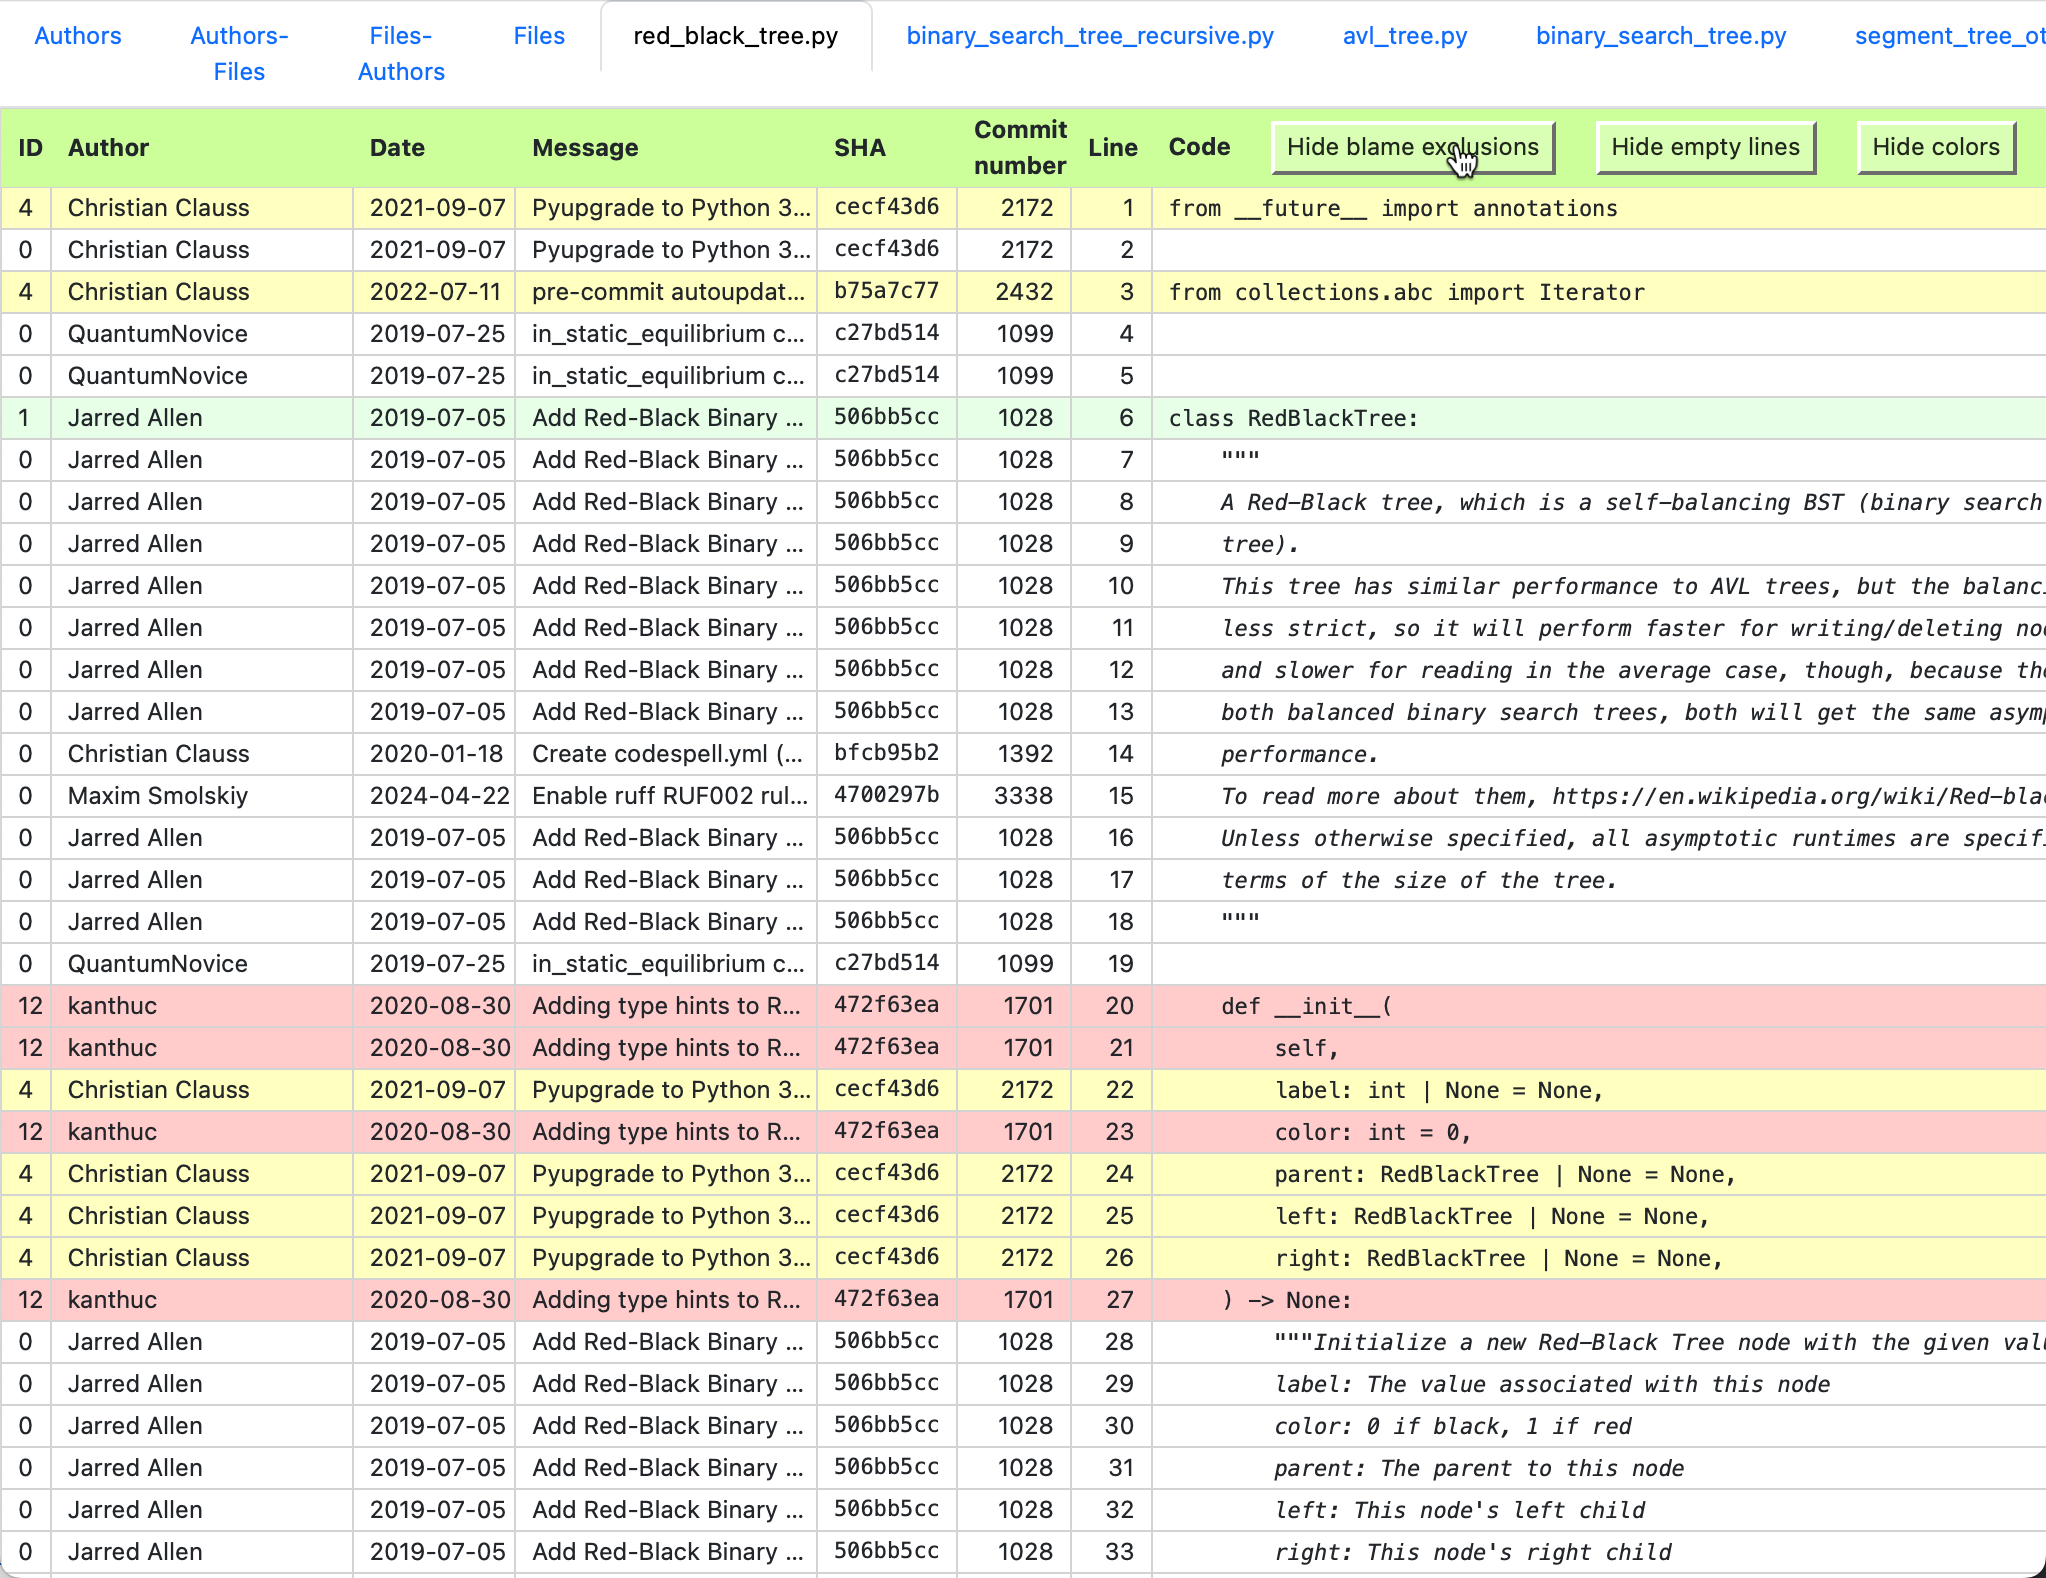 Authors Authors-Files Files-Authors Files red_black_tree.py binary_search_tree_recursive.py avl_tree.py binary_search_tree.py segment_tree_ot
ID Author Date Message SHA Commit number Line Code Hide blame exclusions Hide empty lines Hide colors
4 Christian Clauss 2021-09-07 Pyupgrade to Python 3... cecf43d6 2172 1 from __future__ import annotations
0 Christian Clauss 2021-09-07 Pyupgrade to Python 3... cecf43d6 2172 2
4 Christian Clauss 2022-07-11 pre-commit autoupdat... b75a7c77 2432 3 from collections.abc import Iterator
0 QuantumNovice 2019-07-25 in_static_equilibrium c... c27bd514 1099 4
0 QuantumNovice 2019-07-25 in_static_equilibrium c... c27bd514 1099 5
1 Jarred Allen 2019-07-05 Add Red-Black Binary ... 506bb5cc 1028 6 class RedBlackTree:
0 Jarred Allen 2019-07-05 Add Red-Black Binary ... 506bb5cc 1028 7 """
0 Jarred Allen 2019-07-05 Add Red-Black Binary ... 506bb5cc 1028 8 A Red-Black tree, which is a self-balancing BST (binary search
0 Jarred Allen 2019-07-05 Add Red-Black Binary ... 506bb5cc 1028 9 tree).
0 Jarred Allen 2019-07-05 Add Red-Black Binary ... 506bb5cc 1028 10 This tree has similar performance to AVL trees, but the balanci
0 Jarred Allen 2019-07-05 Add Red-Black Binary ... 506bb5cc 1028 11 less strict, so it will perform faster for writing/deleting no
0 Jarred Allen 2019-07-05 Add Red-Black Binary ... 506bb5cc 1028 12 and slower for reading in the average case, though, because the
0 Jarred Allen 2019-07-05 Add Red-Black Binary ... 506bb5cc 1028 13 both balanced binary search trees, both will get the same asymp
0 Christian Clauss 2020-01-18 Create codespell.yml (... bfcb95b2 1392 14 performance.
0 Maxim Smolskiy 2024-04-22 Enable ruff RUF002 rul... 4700297b 3338 15 To read more about them, https://en.wikipedia.org/wiki/Red-bla
0 Jarred Allen 2019-07-05 Add Red-Black Binary ... 506bb5cc 1028 16 Unless otherwise specified, all asymptotic runtimes are specifi
0 Jarred Allen 2019-07-05 Add Red-Black Binary ... 506bb5cc 1028 17 terms of the size of the tree.
0 Jarred Allen 2019-07-05 Add Red-Black Binary ... 506bb5cc 1028 18 """
0 QuantumNovice 2019-07-25 in_static_equilibrium c... c27bd514 1099 19
12 kanthuc 2020-08-30 Adding type hints to R... 472f63ea 1701 20 def __init__(
12 kanthuc 2020-08-30 Adding type hints to R... 472f63ea 1701 21 self,
4 Christian Clauss 2021-09-07 Pyupgrade to Python 3... cecf43d6 2172 22 label: int | None = None,
12 kanthuc 2020-08-30 Adding type hints to R... 472f63ea 1701 23 color: int = 0,
4 Christian Clauss 2021-09-07 Pyupgrade to Python 3... cecf43d6 2172 24 parent: RedBlackTree | None = None,
4 Christian Clauss 2021-09-07 Pyupgrade to Python 3... cecf43d6 2172 25 left: RedBlackTree | None = None,
4 Christian Clauss 2021-09-07 Pyupgrade to Python 3... cecf43d6 2172 26 right: RedBlackTree | None = None,
12 kanthuc 2020-08-30 Adding type hints to R... 472f63ea 1701 27 ) -> None:
0 Jarred Allen 2019-07-05 Add Red-Black Binary ... 506bb5cc 1028 28 """Initialize a new Red-Black Tree node with the given valu
0 Jarred Allen 2019-07-05 Add Red-Black Binary ... 506bb5cc 1028 29 label: The value associated with this node
0 Jarred Allen 2019-07-05 Add Red-Black Binary ... 506bb5cc 1028 30 color: 0 if black, 1 if red
0 Jarred Allen 2019-07-05 Add Red-Black Binary ... 506bb5cc 1028 31 parent: The parent to this node
0 Jarred Allen 2019-07-05 Add Red-Black Binary ... 506bb5cc 1028 32 left: This node's left child
0 Jarred Allen 2019-07-05 Add Red-Black Binary ... 506bb5cc 1028 33 right: This node's right child